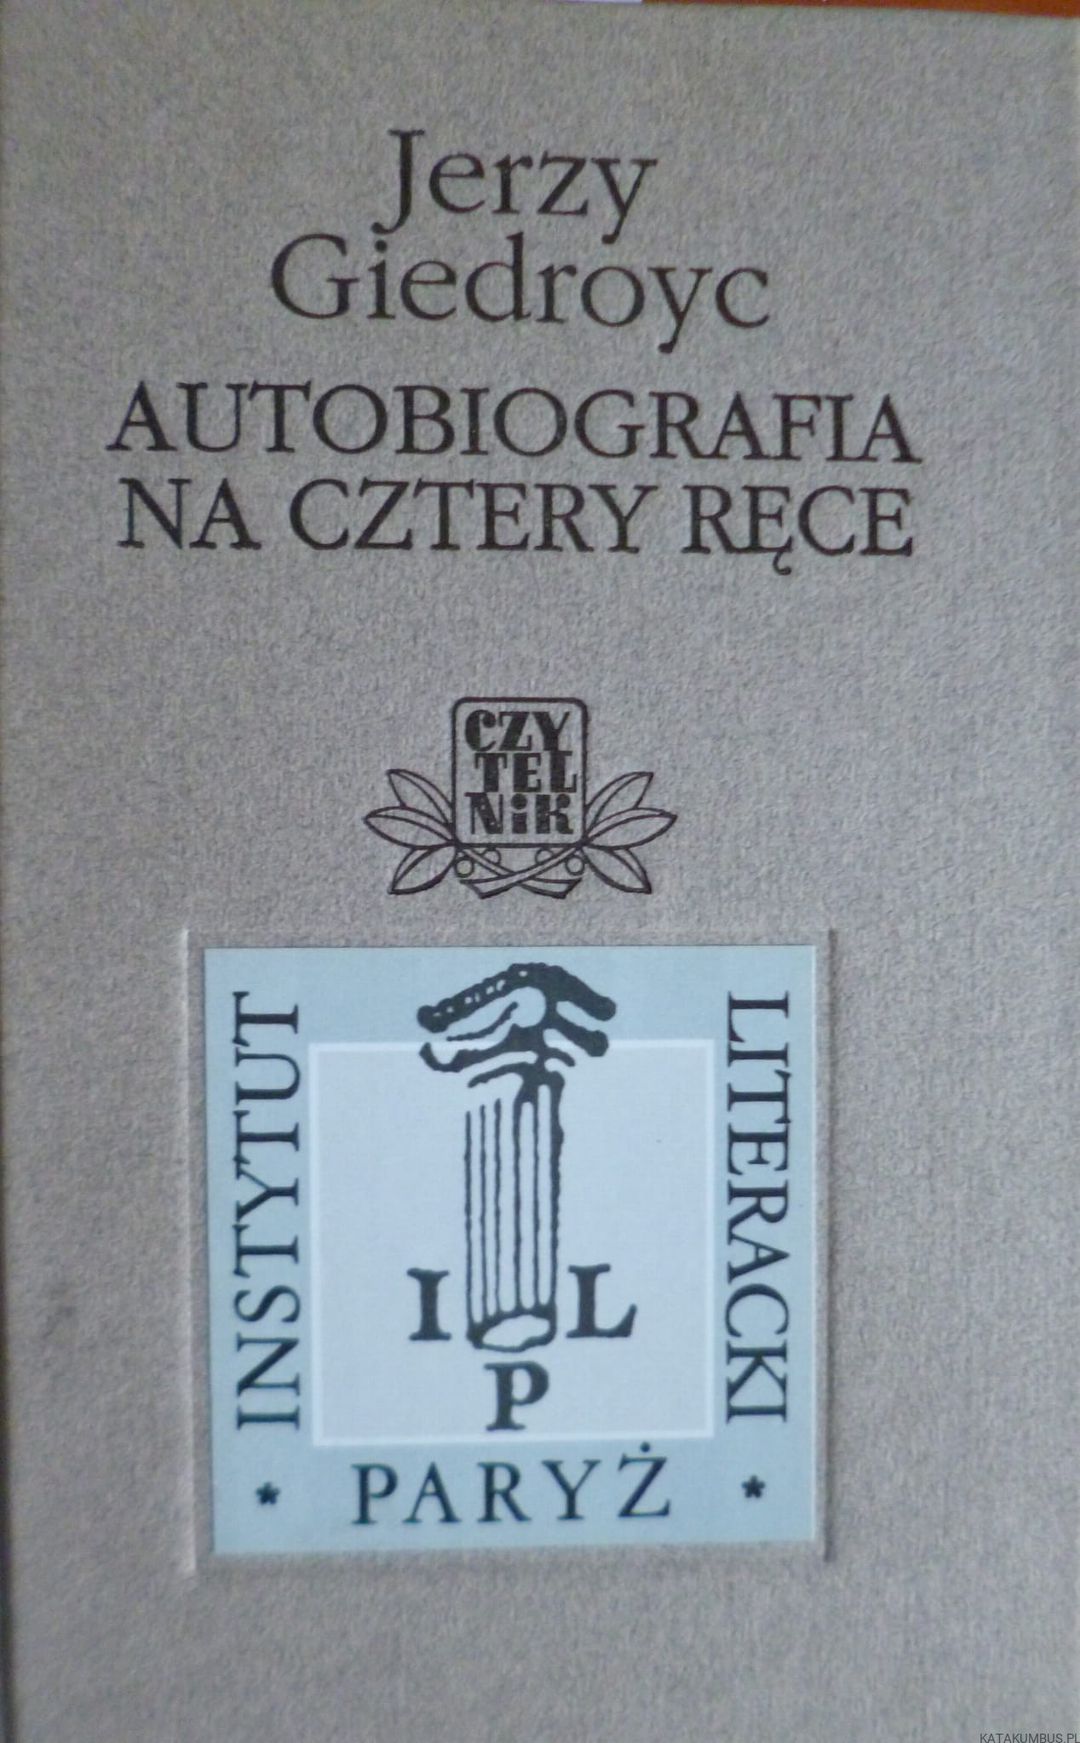 Jerzy
Giedroyc
AUTOBIOGRAFIA
NA CZTERY RĘCE
CZY
TEL
NiK
INSTYTUT
LITERACKI
I L
P
* PARYŻ *
KATAKUMBUS.PL